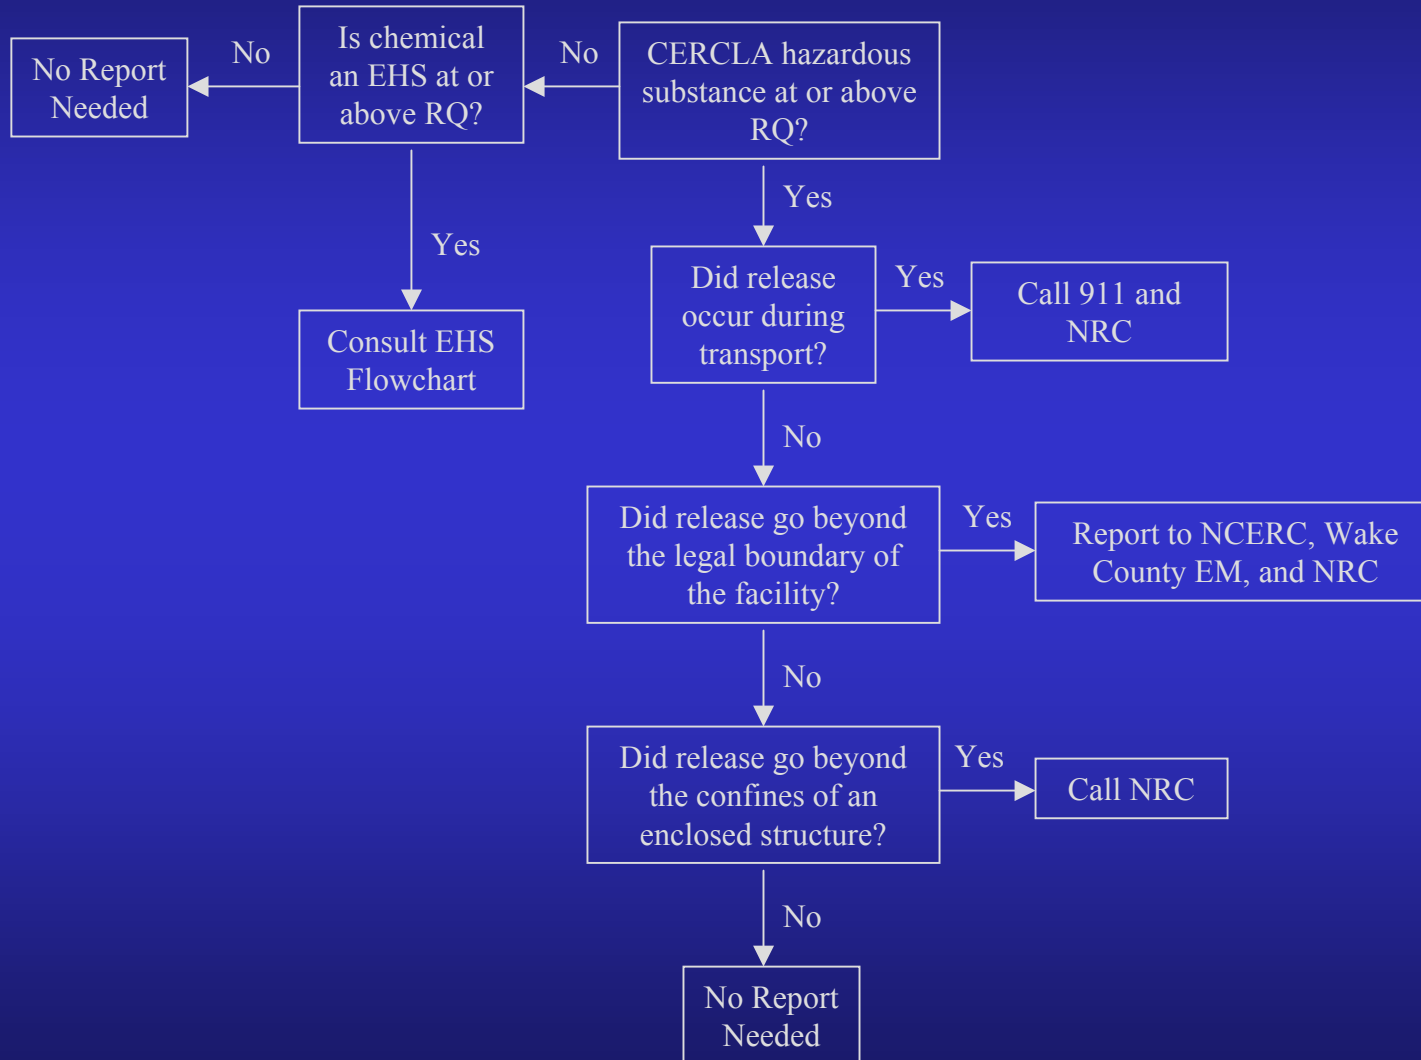 No Report
Needed
No
Is chemical
an EHS at or
above RQ?
No
CERCLA hazardous
substance at or above
RQ?
Yes
Yes
Consult EHS
Flowchart
Did release
occur during
transport?
Yes
Call 911 and
NRC
No
Did release go beyond
the legal boundary of
the facility?
Yes
Report to NCERC, Wake
County EM, and NRC
No
Did release go beyond
the confines of an
enclosed structure?
Yes
Call NRC
No
No Report
Needed